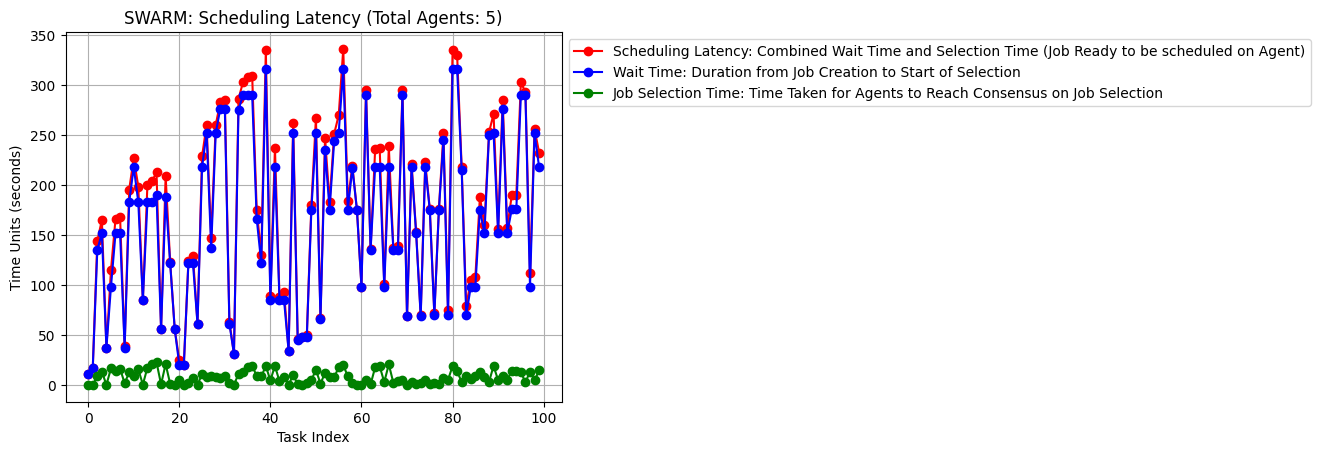 SWARM: Scheduling Latency (Total Agents: 5)
Scheduling Latency: Combined Wait Time and Selection Time (Job Ready to be scheduled on Agent)
Wait Time: Duration from Job Creation to Start of Selection
Job Selection Time: Time Taken for Agents to Reach Consensus on Job Selection
Time Units (seconds)
350
300
250
200
150
100
50
0
0 20 40 60 80 100
Task Index